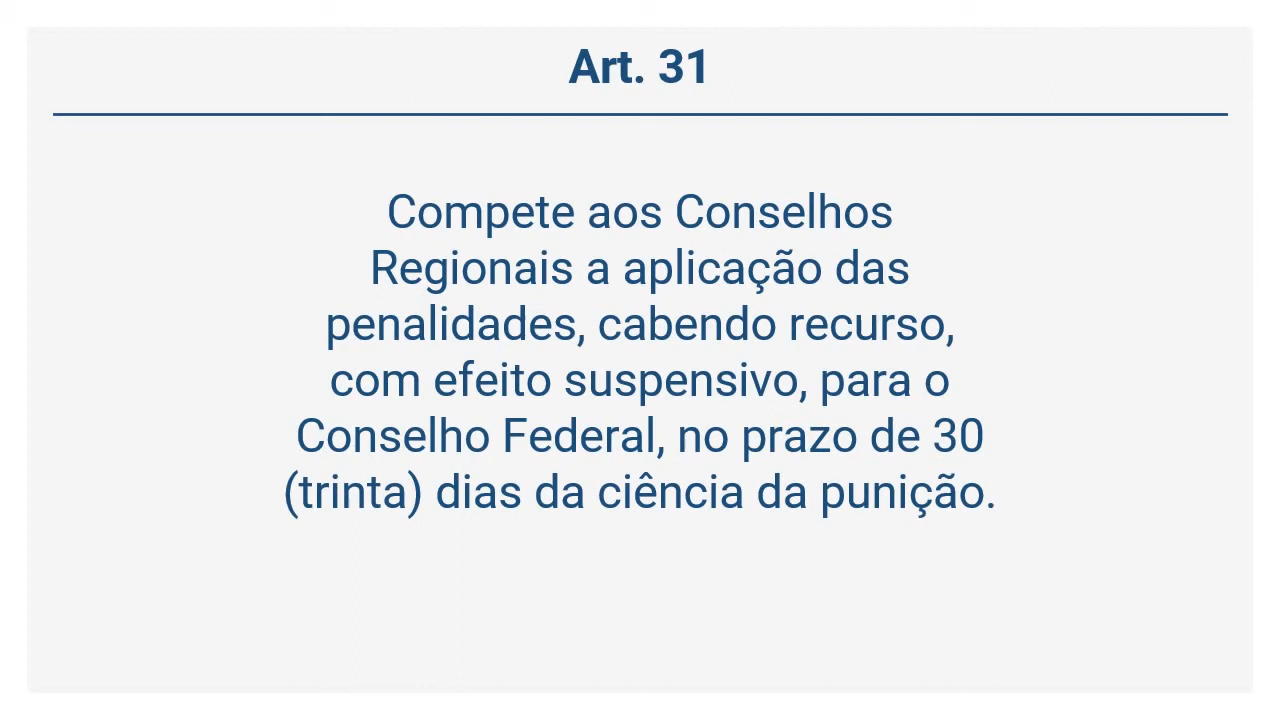 Art. 31
Compete aos Conselhos
Regionais a aplicação das
penalidades, cabendo recurso,
com efeito suspensivo, para o
Conselho Federal, no prazo de 30
(trinta) dias da ciência da punição.